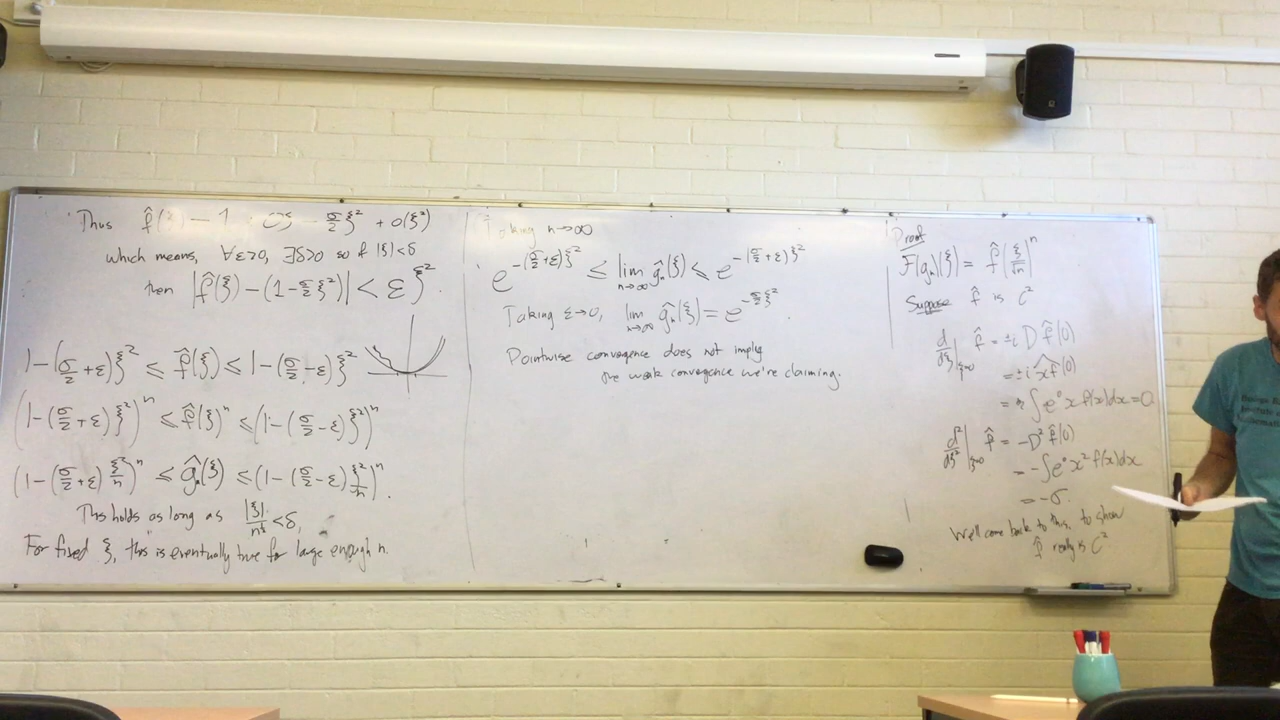 Thus f̂(ξ) = 1 + 0ξ - σ/2 ξ² + o(ξ²)
which means, ∀ε>0, ∃δ>0 so if |ξ|<δ
then |f̂(ξ) - (1 - σ/2 ξ²)| < ε ξ²
1-(σ/2+ε)ξ² ≤ f̂(ξ) ≤ 1-(σ/2-ε)ξ²
(1-(σ/2+ε)ξ²)ⁿ ≤ f̂(ξ)ⁿ ≤ (1-(σ/2-ε)ξ²)ⁿ
(1-(σ/2+ε)ξ²/n)ⁿ ≤ ĝₙ(ξ) ≤ (1-(σ/2-ε)ξ²/n)ⁿ.
This holds as long as |ξ|/n^½ < δ,
For fixed ξ, this is eventually true for large enough n.
Taking n→∞
e^{-(σ/2+ε)ξ²} ≤ lim_{n→∞} ĝₙ(ξ) ≤ e^{-(σ/2+ε)ξ²}
Taking ε→0, lim_{n→∞} ĝₙ(ξ) = e^{-σ/2 ξ²}.
Pointwise convergence does not imply
the weak convergence we're claiming.
Proof
F(gₙ)(ξ) = f̂(ξ/√n)ⁿ
Suppose f̂ is C²
d/dξ|_{ξ=0} f̂ = ±i D f̂(0)
= ±i x̂f(0)
∫e⁰ x f(x)dx = 0
d²/dξ²|_{ξ=0} f̂ = -D² f̂(0)
= -∫e⁰ x² f(x)dx
= -σ.
We'll come back to this, to show
f̂ really is C²